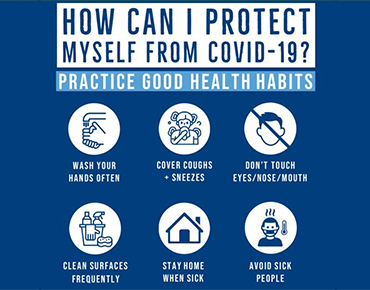 HOW CAN I PROTECT
MYSELF FROM COVID-19?
PRACTICE GOOD HEALTH HABITS
WASH YOUR
HANDS OFTEN
COVER COUGHS
+ SNEEZES
DON'T TOUCH
EYES/NOSE/MOUTH
CLEAN SURFACES
FREQUENTLY
STAY HOME
WHEN SICK
AVOID SICK
PEOPLE